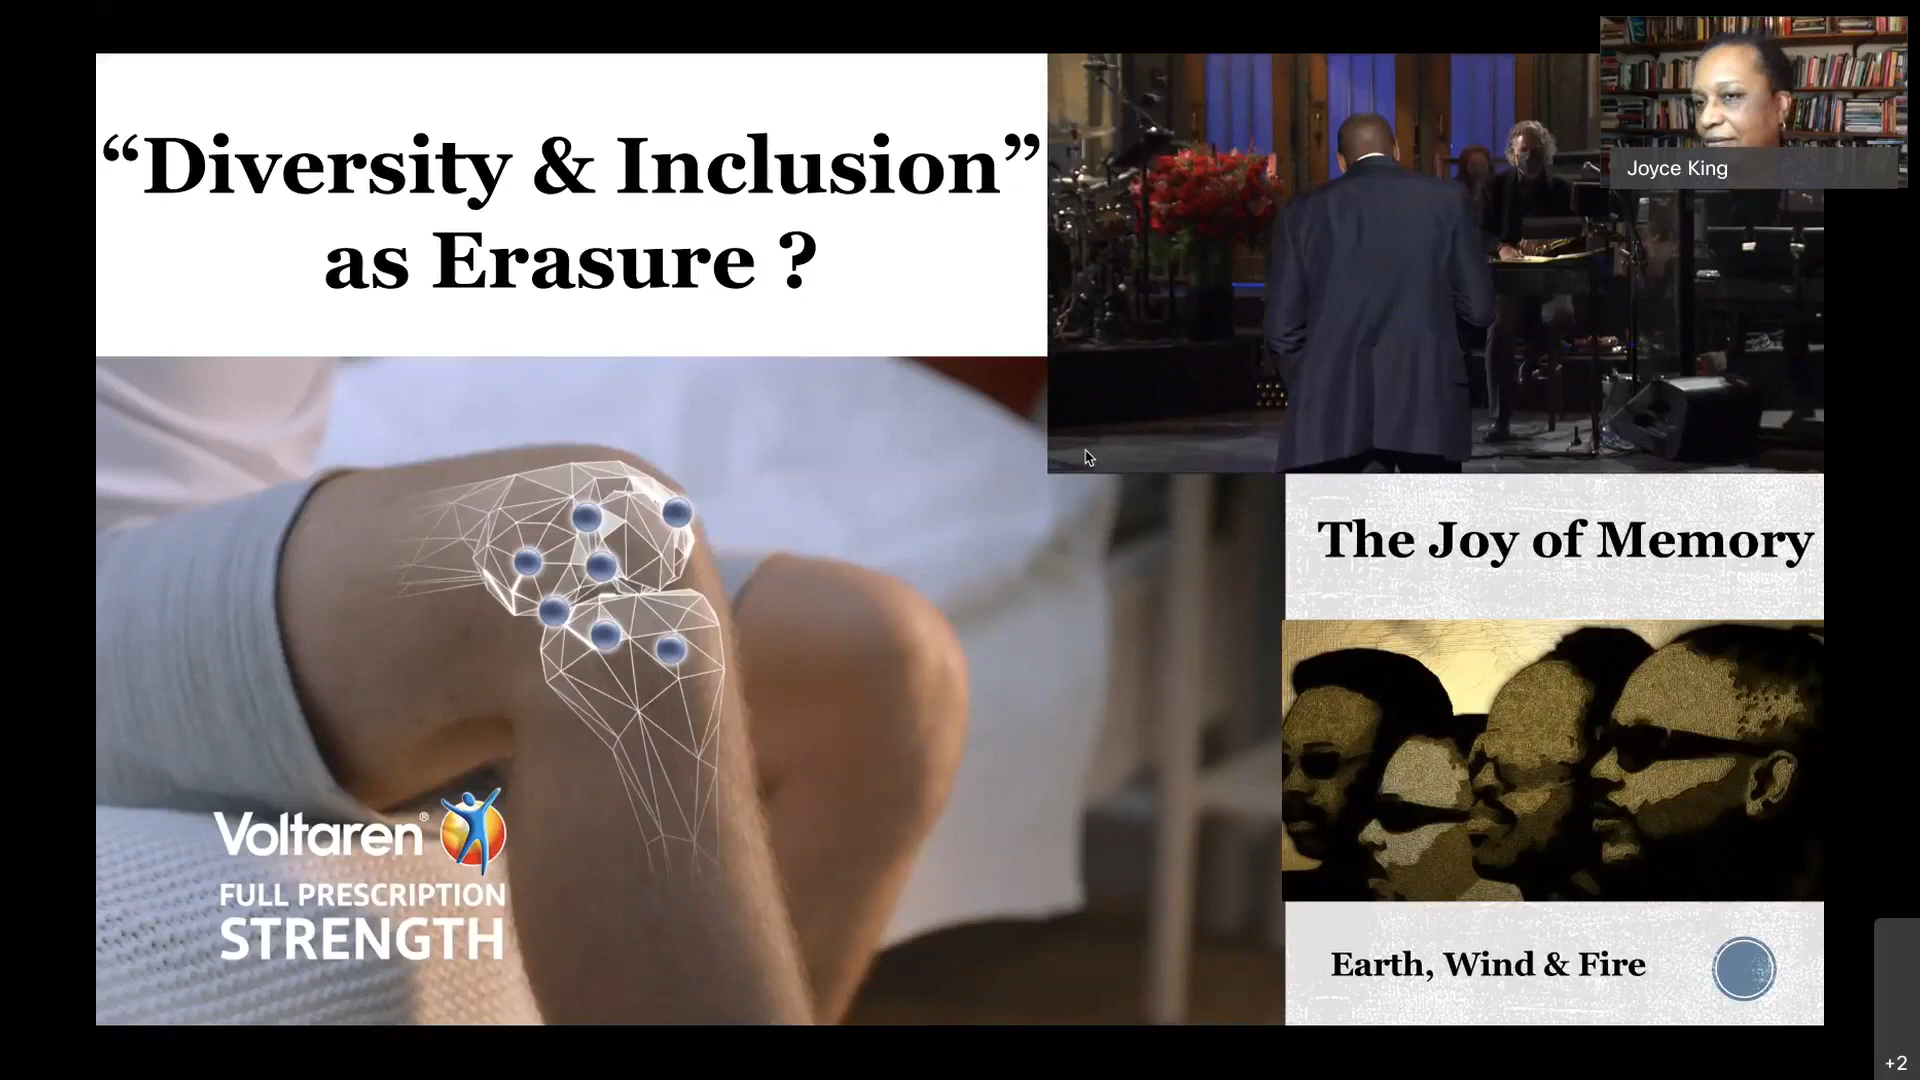 “Diversity & Inclusion”
as Erasure ?
Joyce King
The Joy of Memory
Voltaren®
FULL PRESCRIPTION
STRENGTH
Earth, Wind & Fire
+2